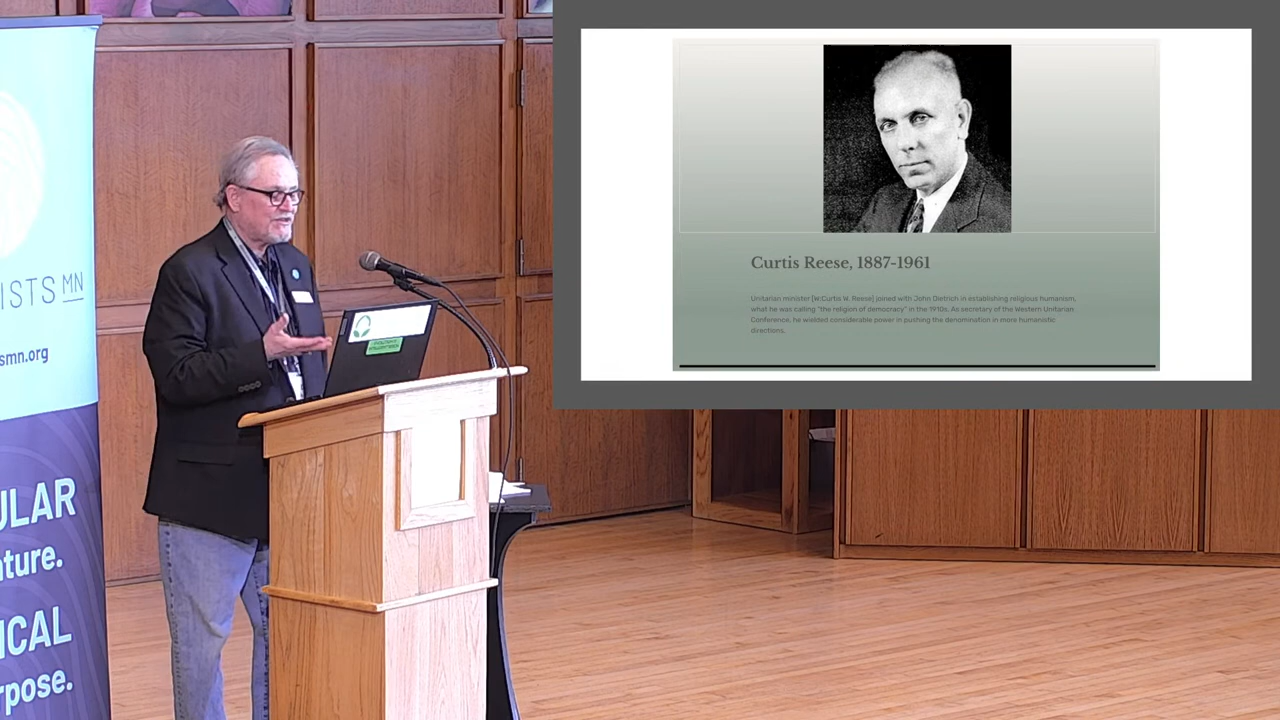 ISTS MN
smn.org
ULAR
ature.
ICAL
rpose.
Curtis Reese, 1887-1961
Unitarian minister [W:Curtis W. Reese] joined with John Dietrich in establishing religious humanism,
what he was calling "the religion of democracy" in the 1910s. As secretary of the Western Unitarian
Conference, he wielded considerable power in pushing the denomination in more humanistic
directions.